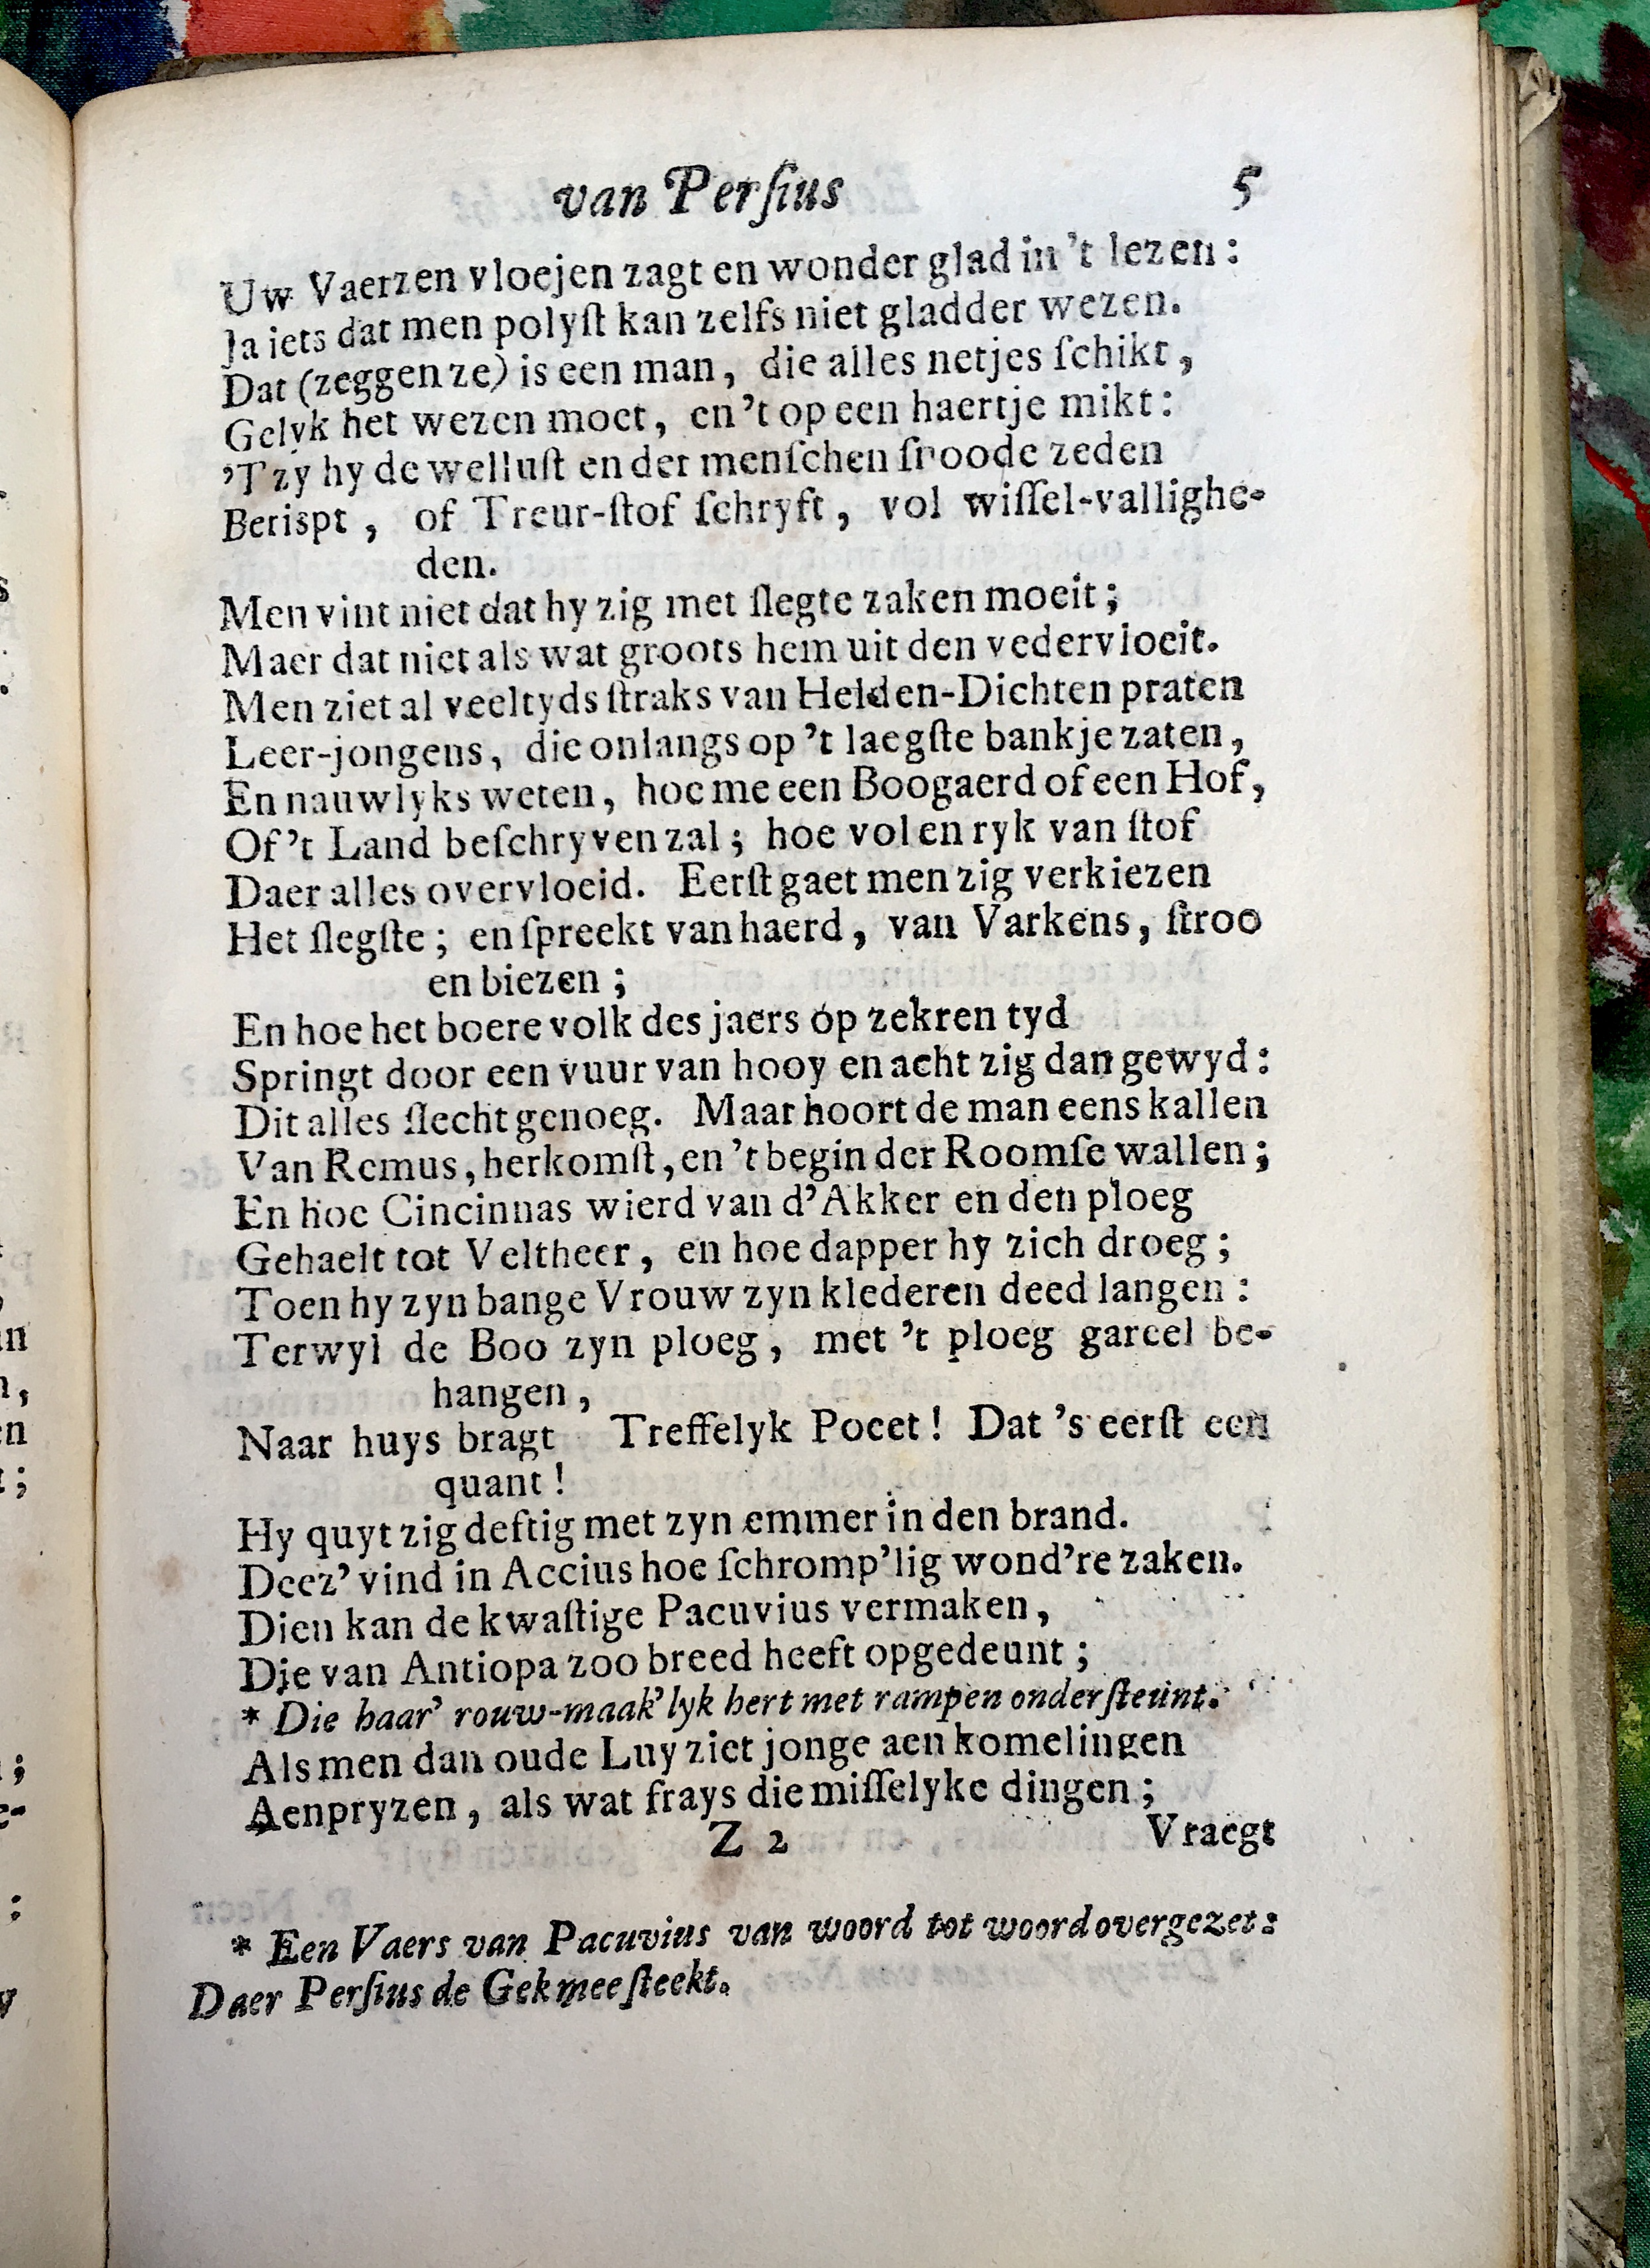 van Perſius 5
Uw Vaerzen vloejen zagt en wonder glad in 't lezen:
Ja iets dat men polyſt kan zelfs niet gladder wezen.
Dat (zeggen ze) is een man, die alles netjes ſchikt,
Gelyk het wezen moet, en 't op een haertje mikt:
'T zy hy de welluſt en der menſchen ſnoode zeden
Berispt, of Treur-ſtof ſchryft, vol wiſſel-vallighe-
den.
Men vint niet dat hy zig met ſlegte zaken moeit;
Maer dat niet als wat groots hem uit den veder vloeit.
Men ziet al veeltyds ſtraks van Helden-Dichten praten
Leer-jongens, die onlangs op 't laegſte bankje zaten,
En nauwlyks weten, hoe me een Boogaerd of een Hof,
Of 't Land beſchryven zal; hoe vol en ryk van ſtof
Daer alles overvloeid. Eerſt gaet men zig verkiezen
Het ſlegſte; en ſpreekt van haerd, van Varkens, ſtroo
en biezen;
En hoe het boere volk des jaers op zekren tyd
Springt door een vuur van hooy en acht zig dan gewyd:
Dit alles ſlecht genoeg. Maar hoort de man eens kallen
Van Remus, herkomſt, en 't begin der Roomſe wallen;
En hoe Cincinnas wierd van d'Akker en den ploeg
Gehaelt tot Veltheer, en hoe dapper hy zich droeg;
Toen hy zyn bange Vrouw zyn klederen deed langen:
Terwyl de Boo zyn ploeg, met 't ploeg gareel be-
hangen,
Naar huys bragt Treffelyk Poeet! Dat 's eerſt een
quant!
Hy quyt zig deftig met zyn emmer in den brand.
Deez' vind in Accius hoe ſchromp'lig wond're zaken.
Dien kan de kwaſtige Pacuvius vermaken,
Die van Antiopa zoo breed heeft opgedeunt;
* Die haar' rouw-maak'lyk hert met rampen onderſteunt.
Als men dan oude Luy ziet jonge aenkomelingen
Aenpryzen, als wat frays die miſſelyke dingen;
Z 2 Vraegt
* Een Vaers van Pacuvius van woord tot woord overgezet:
Daer Perſius de Gek mee ſteekt.